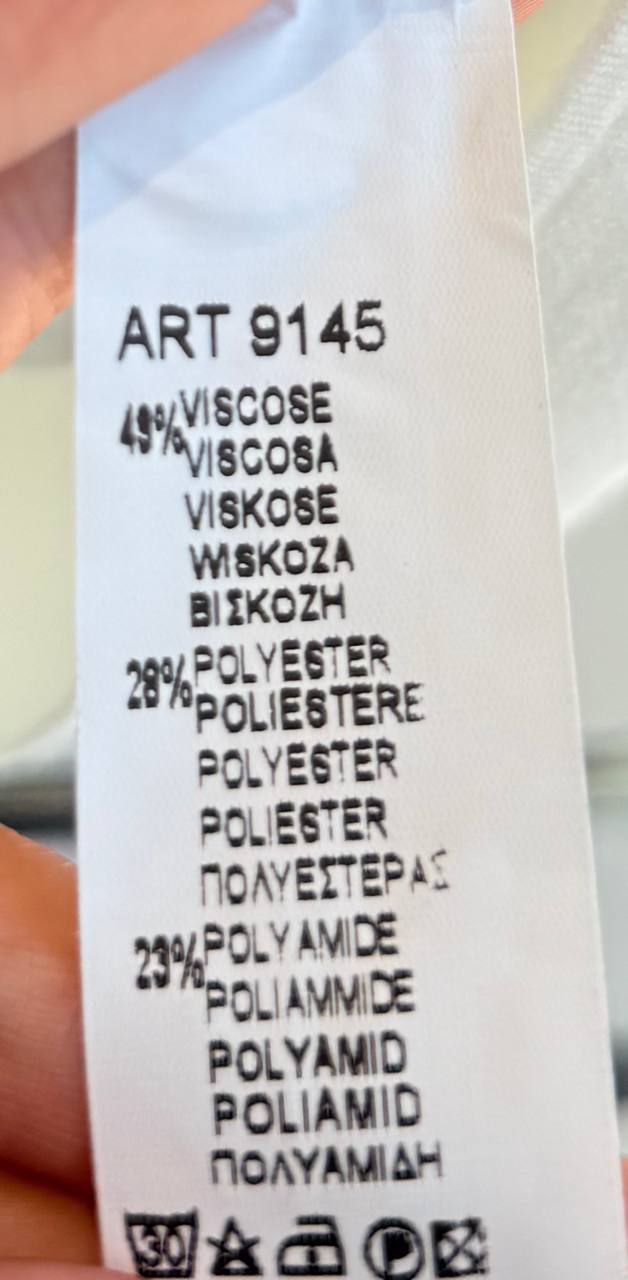 ART 9145
49% VISCOSE
VISCOSA
VISKOSE
WISKOZA
ΒΙΣΚΟΖΗ
28% POLYESTER
POLIESTERE
POLYESTER
POLIESTER
ΠΟΛΥΕΣΤΕΡΑΣ
23% POLYAMIDE
POLIAMMIDE
POLYAMID
POLIAMID
ΠΟΛΥΑΜΙΔΗ
30 P